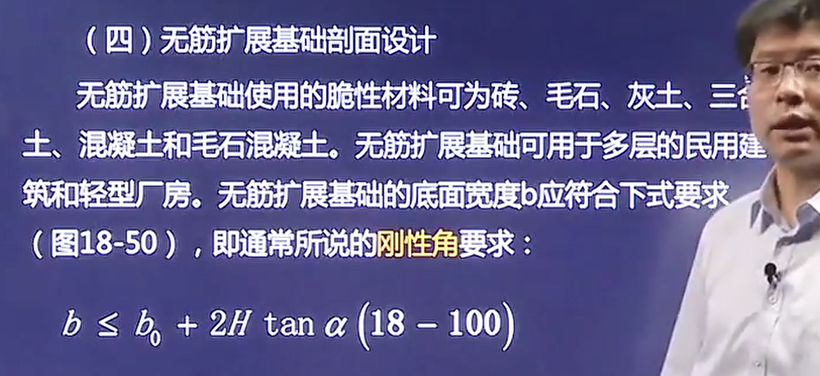 （四）无筋扩展基础剖面设计
无筋扩展基础使用的脆性材料可为砖、毛石、灰土、三合
土、混凝土和毛石混凝土。无筋扩展基础可用于多层的民用建
筑和轻型厂房。无筋扩展基础的底面宽度b应符合下式要求
（图18-50），即通常所说的刚性角要求：
b ≤ b₀ + 2H tan α (18 - 100)